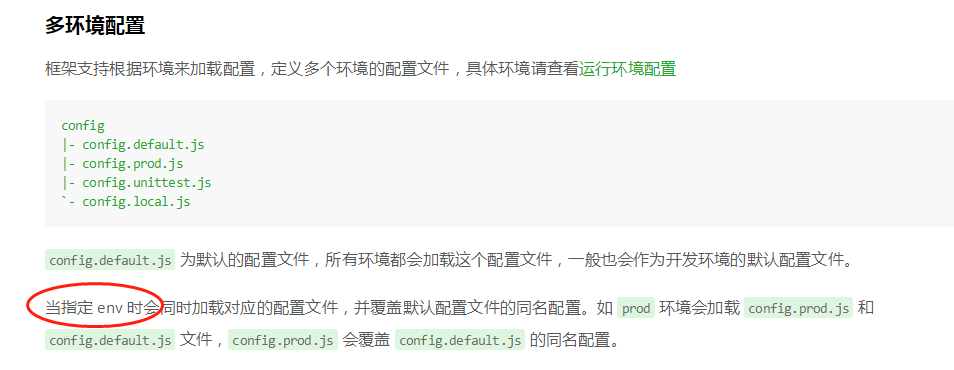 多环境配置
框架支持根据环境来加载配置，定义多个环境的配置文件，具体环境请查看运行环境配置
config
|- config.default.js
|- config.prod.js
|- config.unittest.js
`- config.local.js
config.default.js 为默认的配置文件，所有环境都会加载这个配置文件，一般也会作为开发环境的默认配置文件。
当指定 env 时会同时加载对应的配置文件，并覆盖默认配置文件的同名配置。如 prod 环境会加载 config.prod.js 和
config.default.js 文件，config.prod.js 会覆盖 config.default.js 的同名配置。